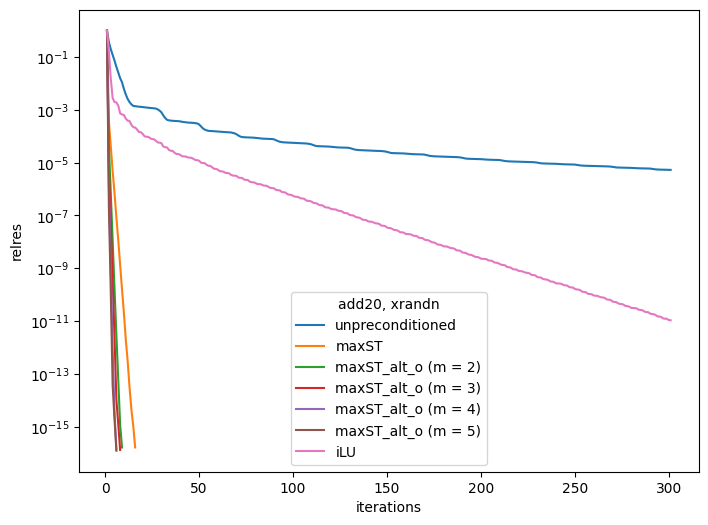 relres
10⁻¹
10⁻³
10⁻⁵
10⁻⁷
10⁻⁹
10⁻¹¹
10⁻¹³
10⁻¹⁵
add20, xrandn
unpreconditioned
maxST
maxST_alt_o (m = 2)
maxST_alt_o (m = 3)
maxST_alt_o (m = 4)
maxST_alt_o (m = 5)
iLU
0 50 100 150 200 250 300
iterations